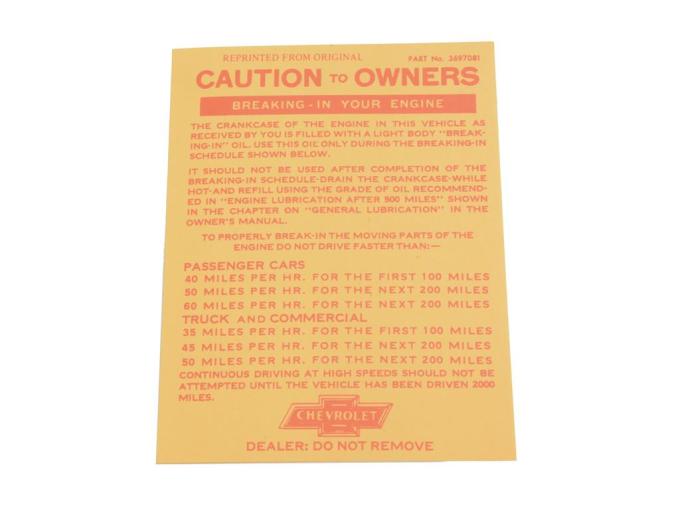 REPRINTED FROM ORIGINAL PART No. 3697081
CAUTION TO OWNERS
BREAKING-IN YOUR ENGINE
THE CRANKCASE OF THE ENGINE IN THIS VEHICLE AS
RECEIVED BY YOU IS FILLED WITH A LIGHT BODY "BREAK-
ING-IN" OIL. USE THIS OIL ONLY DURING THE BREAKING-IN
SCHEDULE SHOWN BELOW.
IT SHOULD NOT BE USED AFTER COMPLETION OF THE
BREAKING-IN SCHEDULE-DRAIN THE CRANKCASE-WHILE
HOT-AND REFILL USING THE GRADE OF OIL RECOMMEND-
ED IN "ENGINE LUBRICATION AFTER 500 MILES" SHOWN
IN THE CHAPTER ON "GENERAL LUBRICATION" IN THE
OWNER'S MANUAL.
TO PROPERLY BREAK-IN THE MOVING PARTS OF THE
ENGINE DO NOT DRIVE FASTER THAN:—
PASSENGER CARS
40 MILES PER HR. FOR THE FIRST 100 MILES
50 MILES PER HR. FOR THE NEXT 200 MILES
60 MILES PER HR. FOR THE NEXT 200 MILES
TRUCK AND COMMERCIAL
35 MILES PER HR. FOR THE FIRST 100 MILES
45 MILES PER HR. FOR THE NEXT 200 MILES
50 MILES PER HR. FOR THE NEXT 200 MILES
CONTINUOUS DRIVING AT HIGH SPEEDS SHOULD NOT BE
ATTEMPTED UNTIL THE VEHICLE HAS BEEN DRIVEN 2000
MILES.
CHEVROLET
DEALER: DO NOT REMOVE